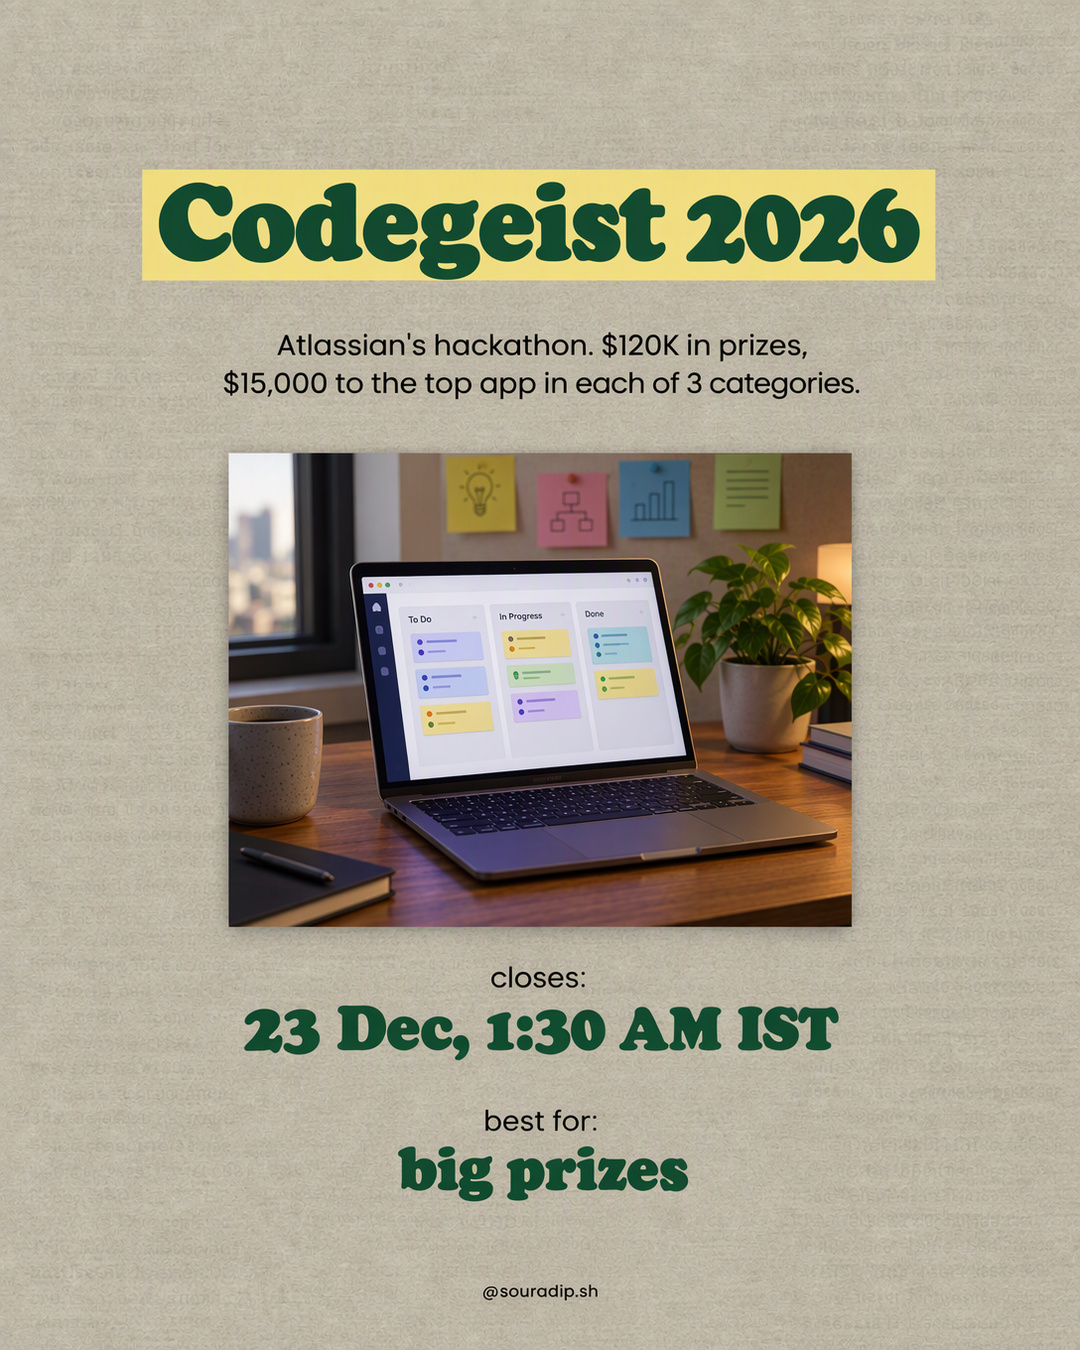 Codegeist 2026
Atlassian's hackathon. $120K in prizes,
$15,000 to the top app in each of 3 categories.
To Do
In Progress
Done
closes:
23 Dec, 1:30 AM IST
best for:
big prizes
@souradip.sh